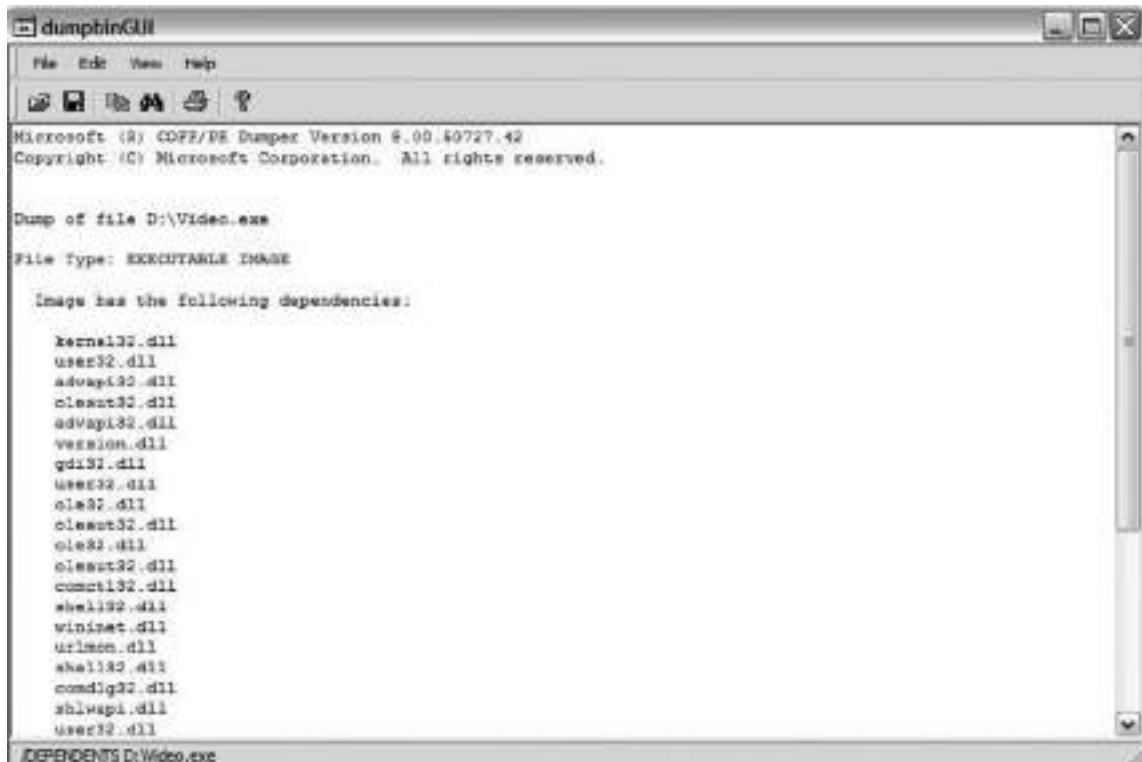 dumpbinGUI
File Edit View Help
Microsoft (R) COFF/PE Dumper Version 8.00.50727.42
Copyright (C) Microsoft Corporation. All rights reserved.
Dump of file D:\Video.exe
File Type: EXECUTABLE IMAGE
Image has the following dependencies:
kernel32.dll
user32.dll
advapi32.dll
oleaut32.dll
advapi32.dll
version.dll
gdi32.dll
user32.dll
ole32.dll
oleaut32.dll
ole32.dll
oleaut32.dll
comctl32.dll
shell32.dll
wininet.dll
urlmon.dll
shell32.dll
comdlg32.dll
shlwapi.dll
user32.dll
/DEPENDENTS D:\Video.exe